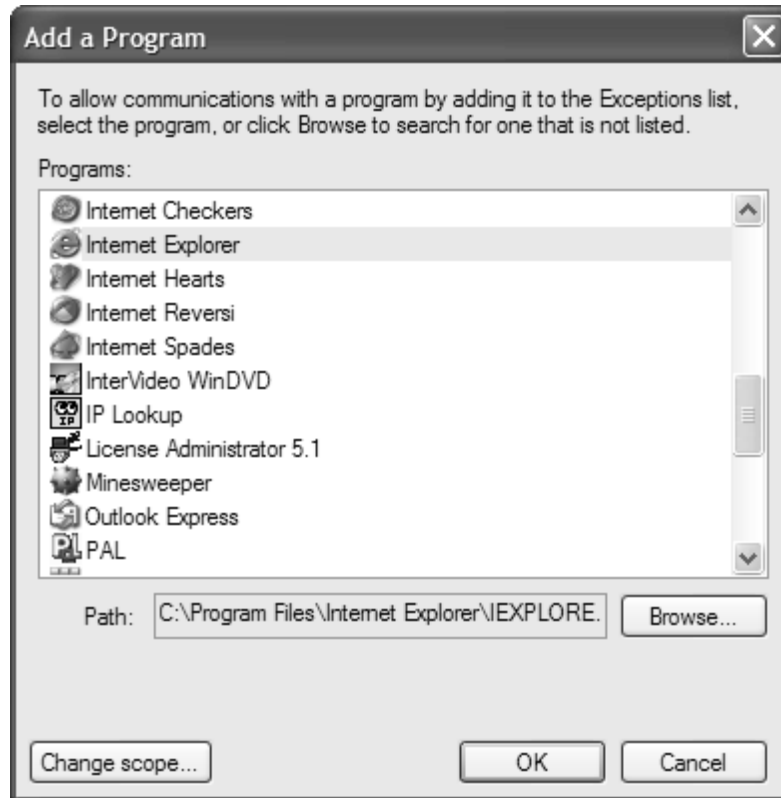 Add a Program
To allow communications with a program by adding it to the Exceptions list,
select the program, or click Browse to search for one that is not listed.
Programs:
Internet Checkers
Internet Explorer
Internet Hearts
Internet Reversi
Internet Spades
InterVideo WinDVD
IP Lookup
License Administrator 5.1
Minesweeper
Outlook Express
PAL
Path: C:\Program Files\Internet Explorer\IEXPLORE. Browse...
Change scope... OK Cancel